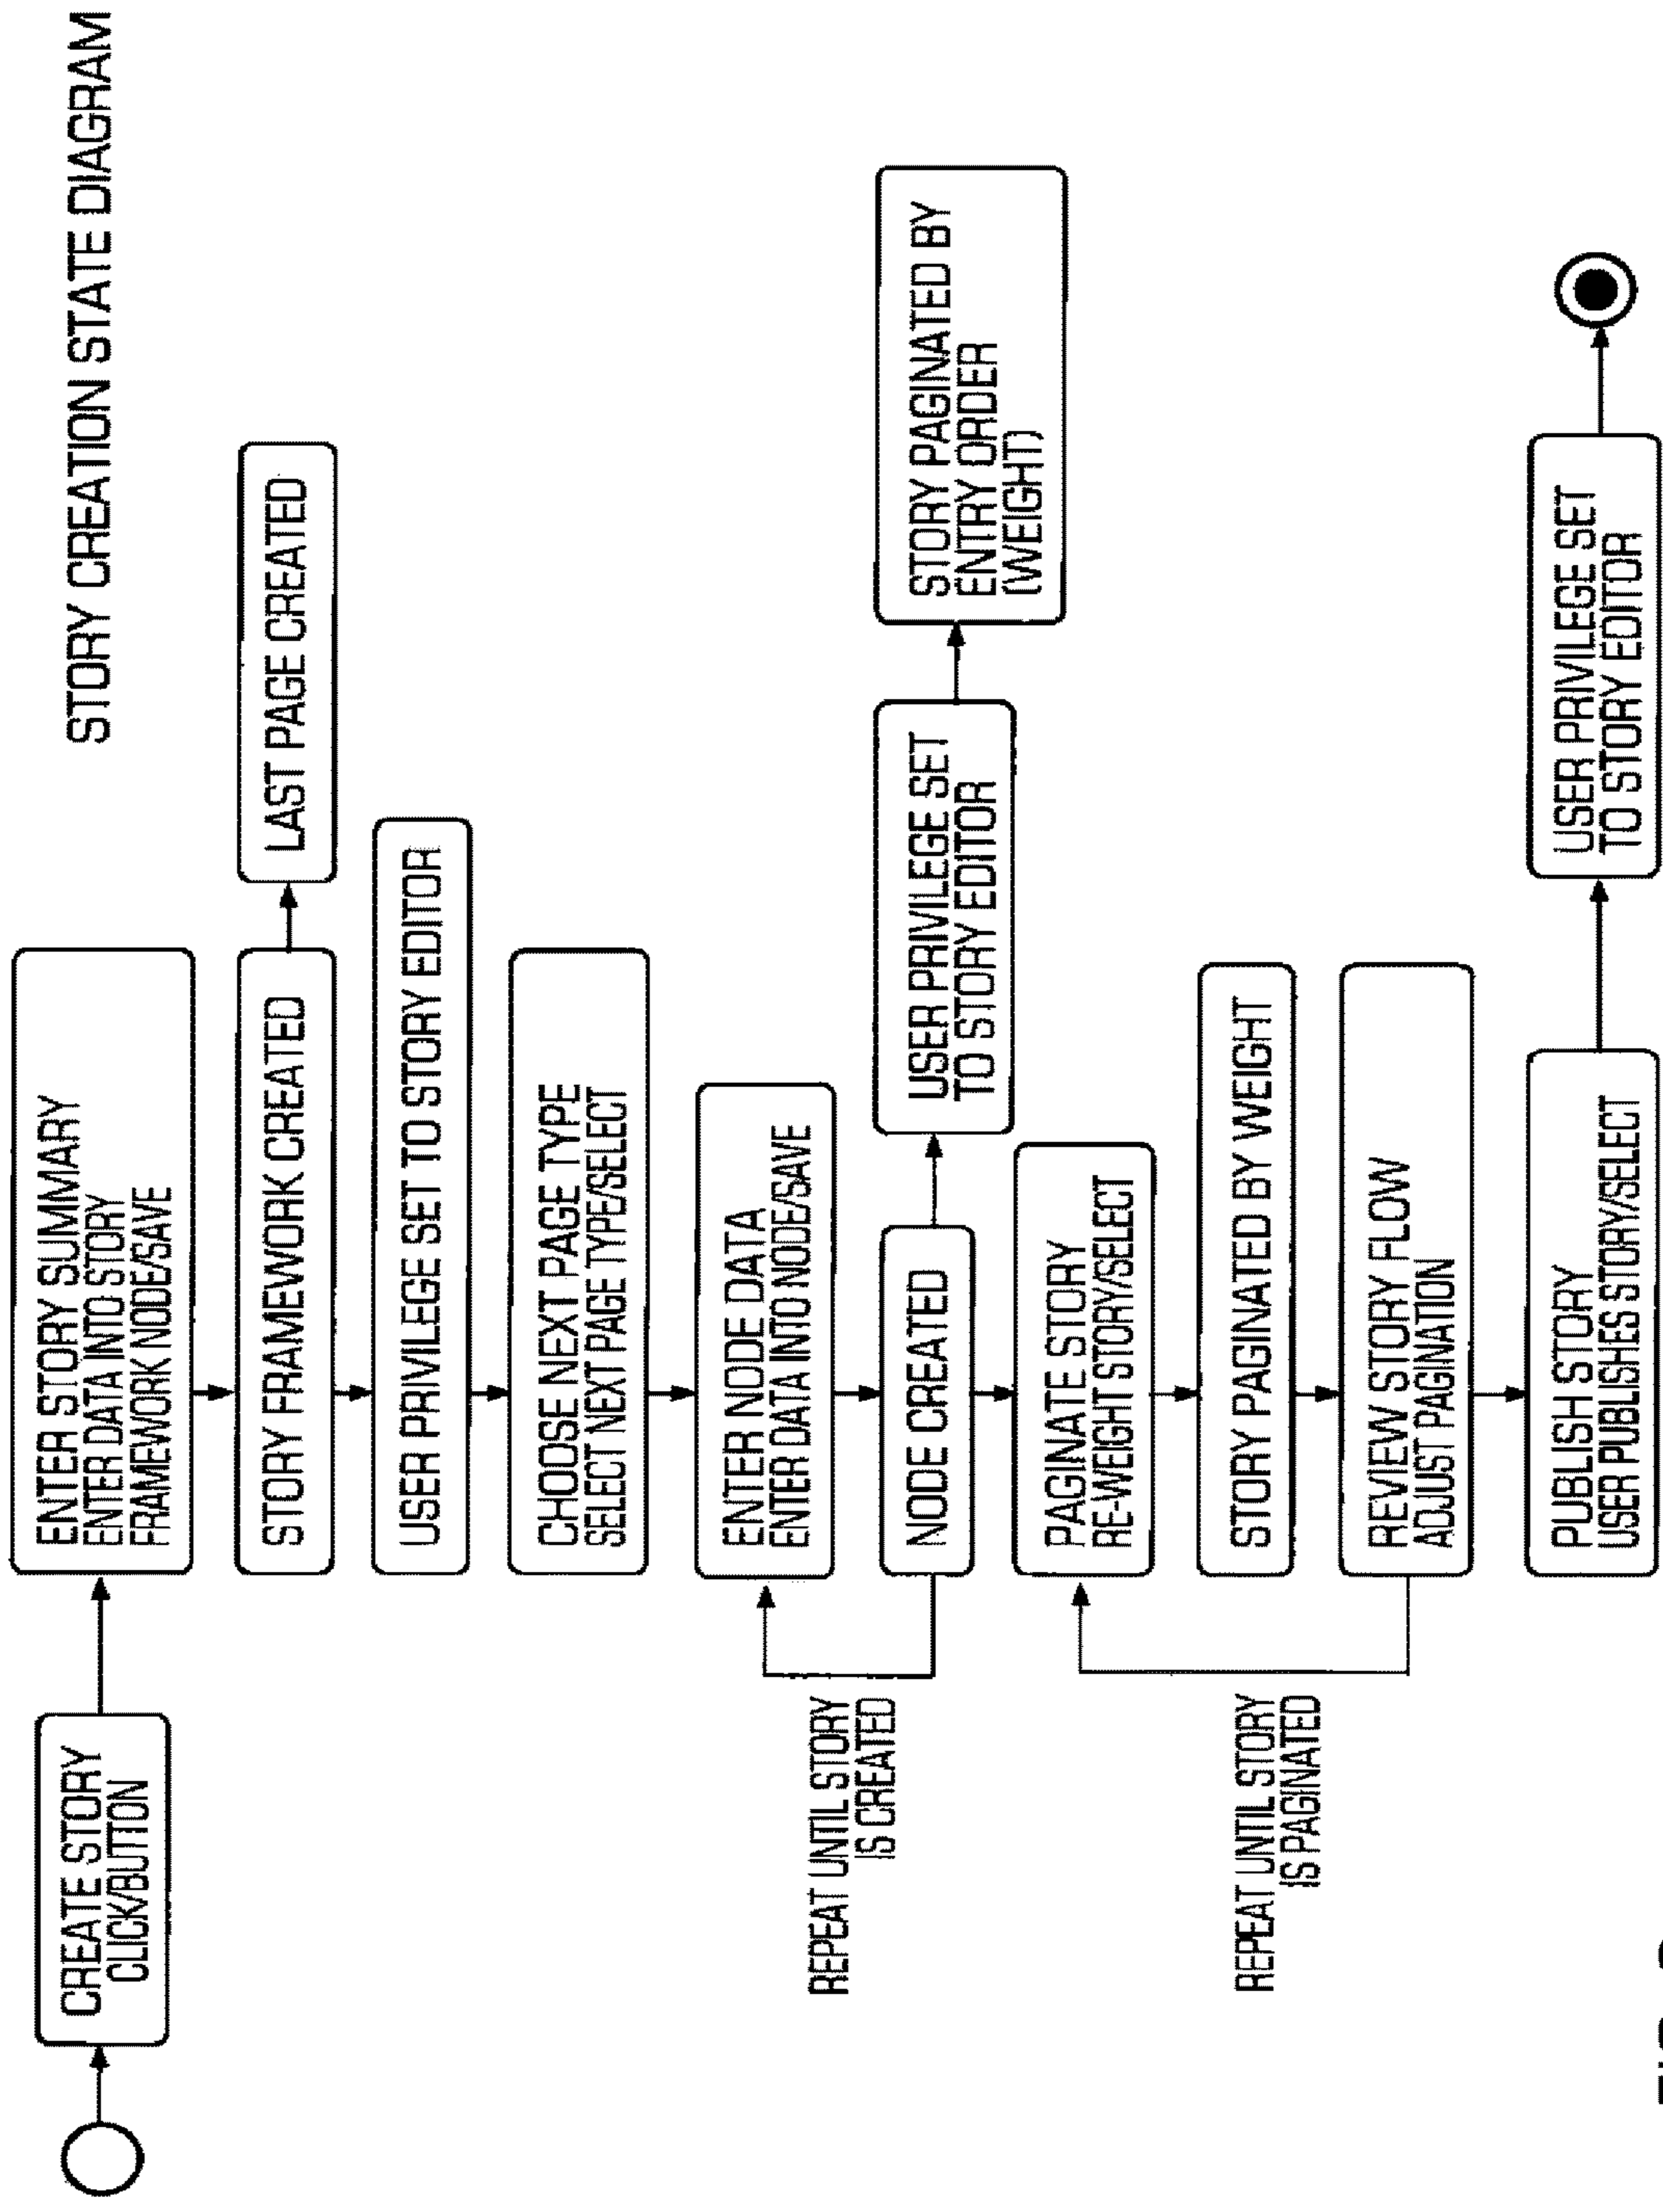 STORY CREATION STATE DIAGRAM
CREATE STORY
CLICK/BUTTON
ENTER STORY SUMMARY
ENTER DATA INTO STORY
FRAMEWORK NODE/SAVE
STORY FRAMEWORK CREATED
LAST PAGE CREATED
USER PRIVILEGE SET TO STORY EDITOR
CHOOSE NEXT PAGE TYPE
SELECT NEXT PAGE TYPE/SELECT
ENTER NODE DATA
ENTER DATA INTO NODE/SAVE
REPEAT UNTIL STORY
IS CREATED
NODE CREATED
USER PRIVILEGE SET
TO STORY EDITOR
STORY PAGINATED BY
ENTRY ORDER
(WEIGHT)
PAGINATE STORY
RE-WEIGHT STORY/SELECT
STORY PAGINATED BY WEIGHT
REPEAT UNTIL STORY
IS PAGINATED
REVIEW STORY FLOW
ADJUST PAGINATION
PUBLISH STORY
USER PUBLISHES STORY/SELECT
USER PRIVILEGE SET
TO STORY EDITOR